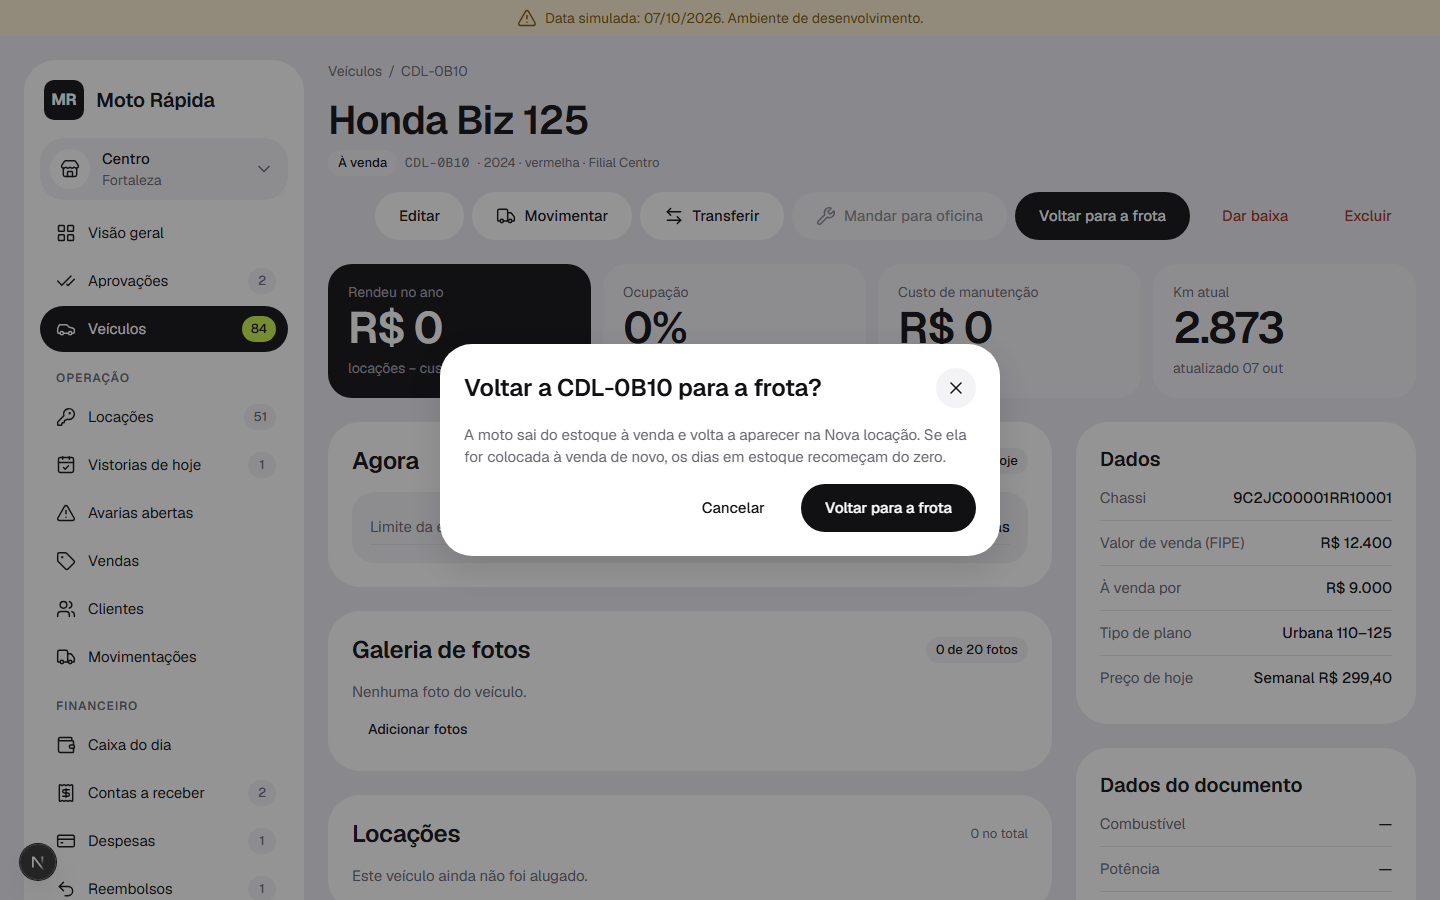 Data simulada: 07/10/2026. Ambiente de desenvolvimento.
MR
Moto Rápida
Centro
Fortaleza
Visão geral
Aprovações 2
Veículos 84
OPERAÇÃO
Locações 51
Vistorias de hoje 1
Avarias abertas
Vendas
Clientes
Movimentações
FINANCEIRO
Caixa do dia
Contas a receber 2
Despesas 1
Reembolsos 1
N
Veículos / CDL-0B10
Honda Biz 125
À venda CDL-0B10 · 2024 · vermelha · Filial Centro
Editar
Movimentar
Transferir
Mandar para oficina
Voltar para a frota
Dar baixa
Excluir
Rendeu no ano
R$ 0
locações – cus
Ocupação
0%
Custo de manutenção
R$ 0
Km atual
2.873
atualizado 07 out
Voltar a CDL-0B10 para a frota?
A moto sai do estoque à venda e volta a aparecer na Nova locação. Se ela
for colocada à venda de novo, os dias em estoque recomeçam do zero.
Cancelar
Voltar para a frota
Agora
Limite da
Galeria de fotos
0 de 20 fotos
Nenhuma foto do veículo.
Adicionar fotos
Locações
0 no total
Este veículo ainda não foi alugado.
Dados
Chassi 9C2JC00001RR10001
Valor de venda (FIPE) R$ 12.400
À venda por R$ 9.000
Tipo de plano Urbana 110–125
Preço de hoje Semanal R$ 299,40
Dados do documento
Combustível —
Potência —